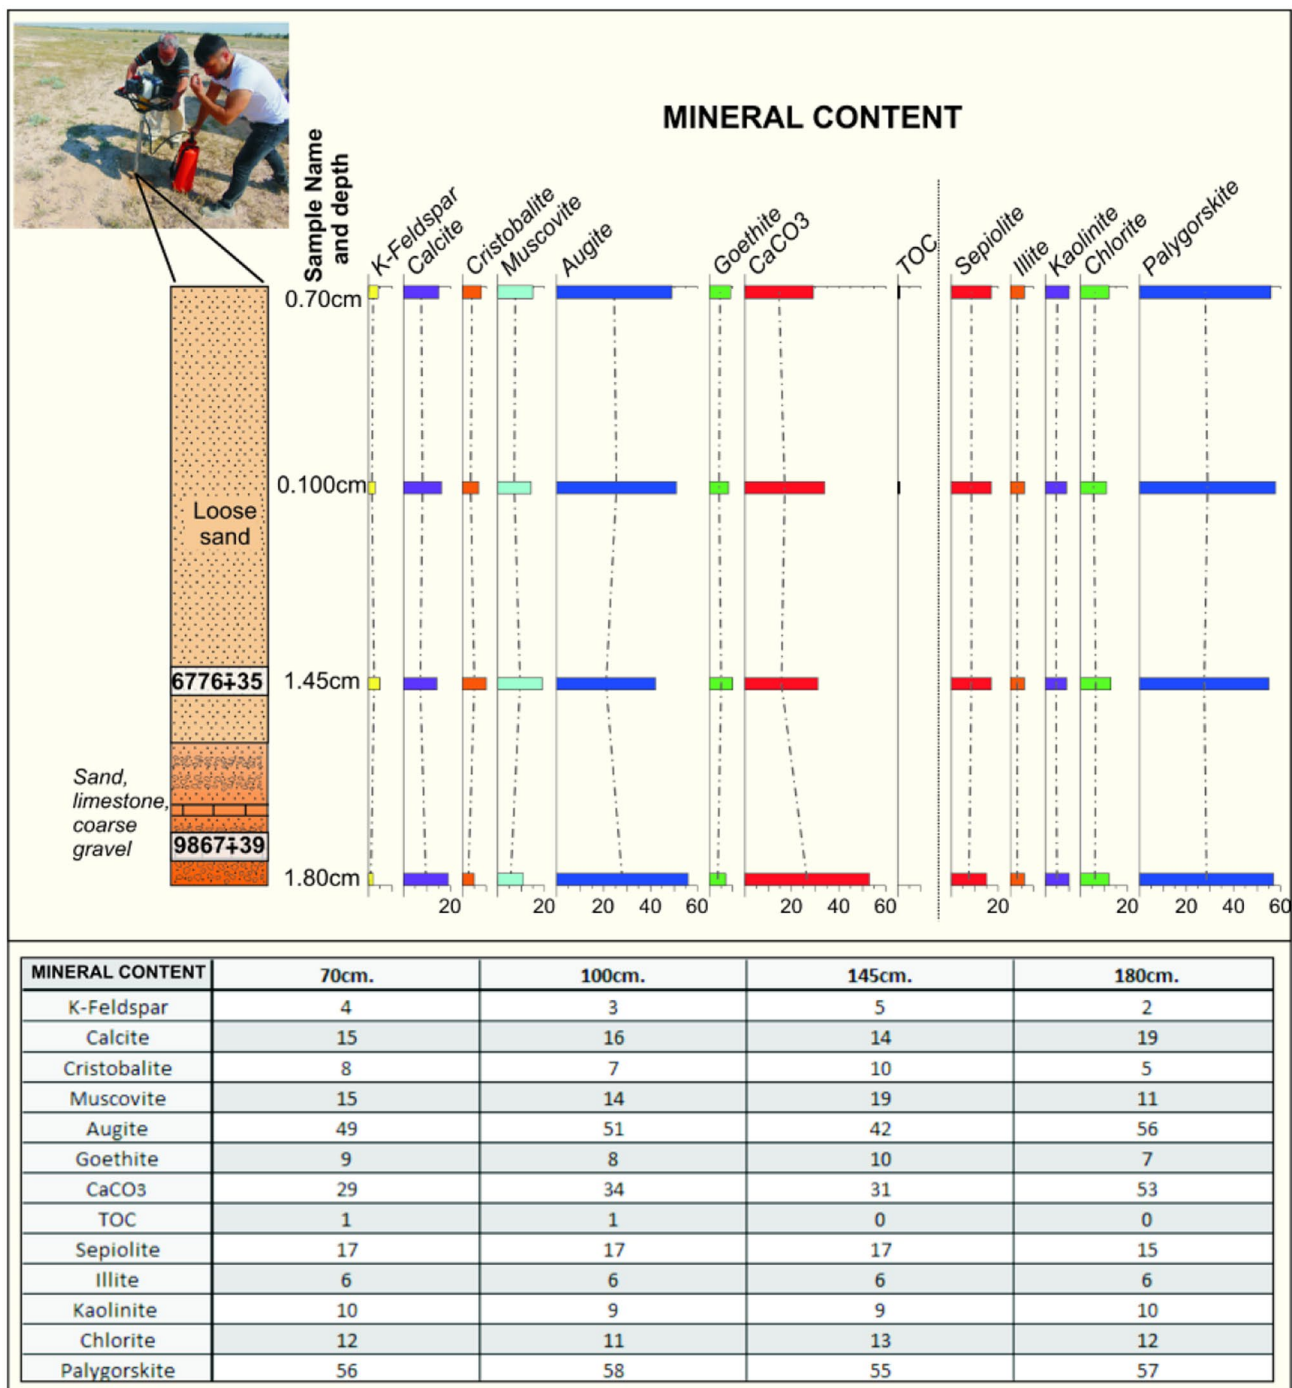 MINERAL CONTENT
Sample Name
and depth
K-Feldspar
Calcite
Cristobalite
Muscovite
Augite
Goethite
CaCO3
TOC
Sepiolite
Illite
Kaolinite
Chlorite
Palygorskite
0.70cm
0.100cm
Loose
sand
6776∓35
1.45cm
Sand,
limestone,
coarse
gravel
9867∓39
1.80cm
20 20 20 40 60 20 40 60 20 20 20 40 60
MINERAL CONTENT 70cm. 100cm. 145cm. 180cm.
K-Feldspar 4 3 5 2
Calcite 15 16 14 19
Cristobalite 8 7 10 5
Muscovite 15 14 19 11
Augite 49 51 42 56
Goethite 9 8 10 7
CaCO3 29 34 31 53
TOC 1 1 0 0
Sepiolite 17 17 17 15
Illite 6 6 6 6
Kaolinite 10 9 9 10
Chlorite 12 11 13 12
Palygorskite 56 58 55 57